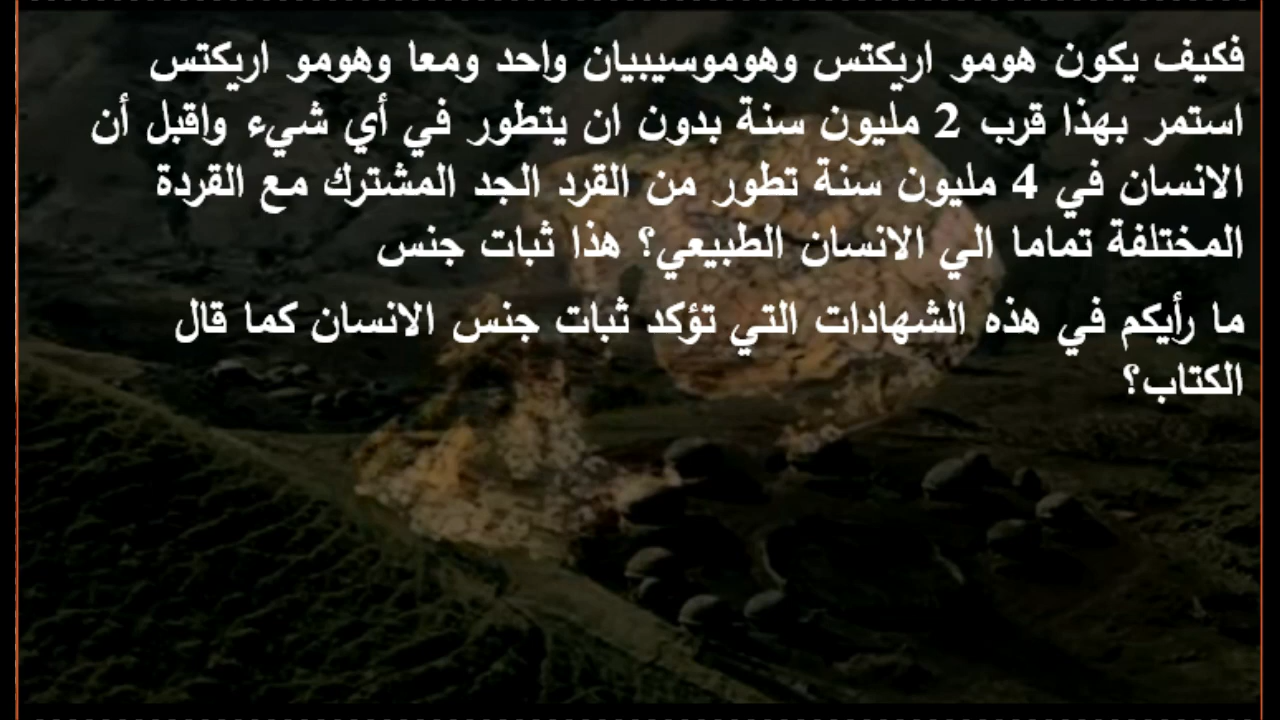 فكيف يكون هومو اريكتس وهوموسيبيان واحد ومعا وهومو اريكتس
استمر بهذا قرب 2 مليون سنة بدون ان يتطور في أي شيء واقبل أن
الانسان في 4 مليون سنة تطور من القرد الجد المشترك مع القردة
المختلفة تماما الي الانسان الطبيعي؟ هذا ثبات جنس
ما رأيكم في هذه الشهادات التي تؤكد ثبات جنس الانسان كما قال
الكتاب؟